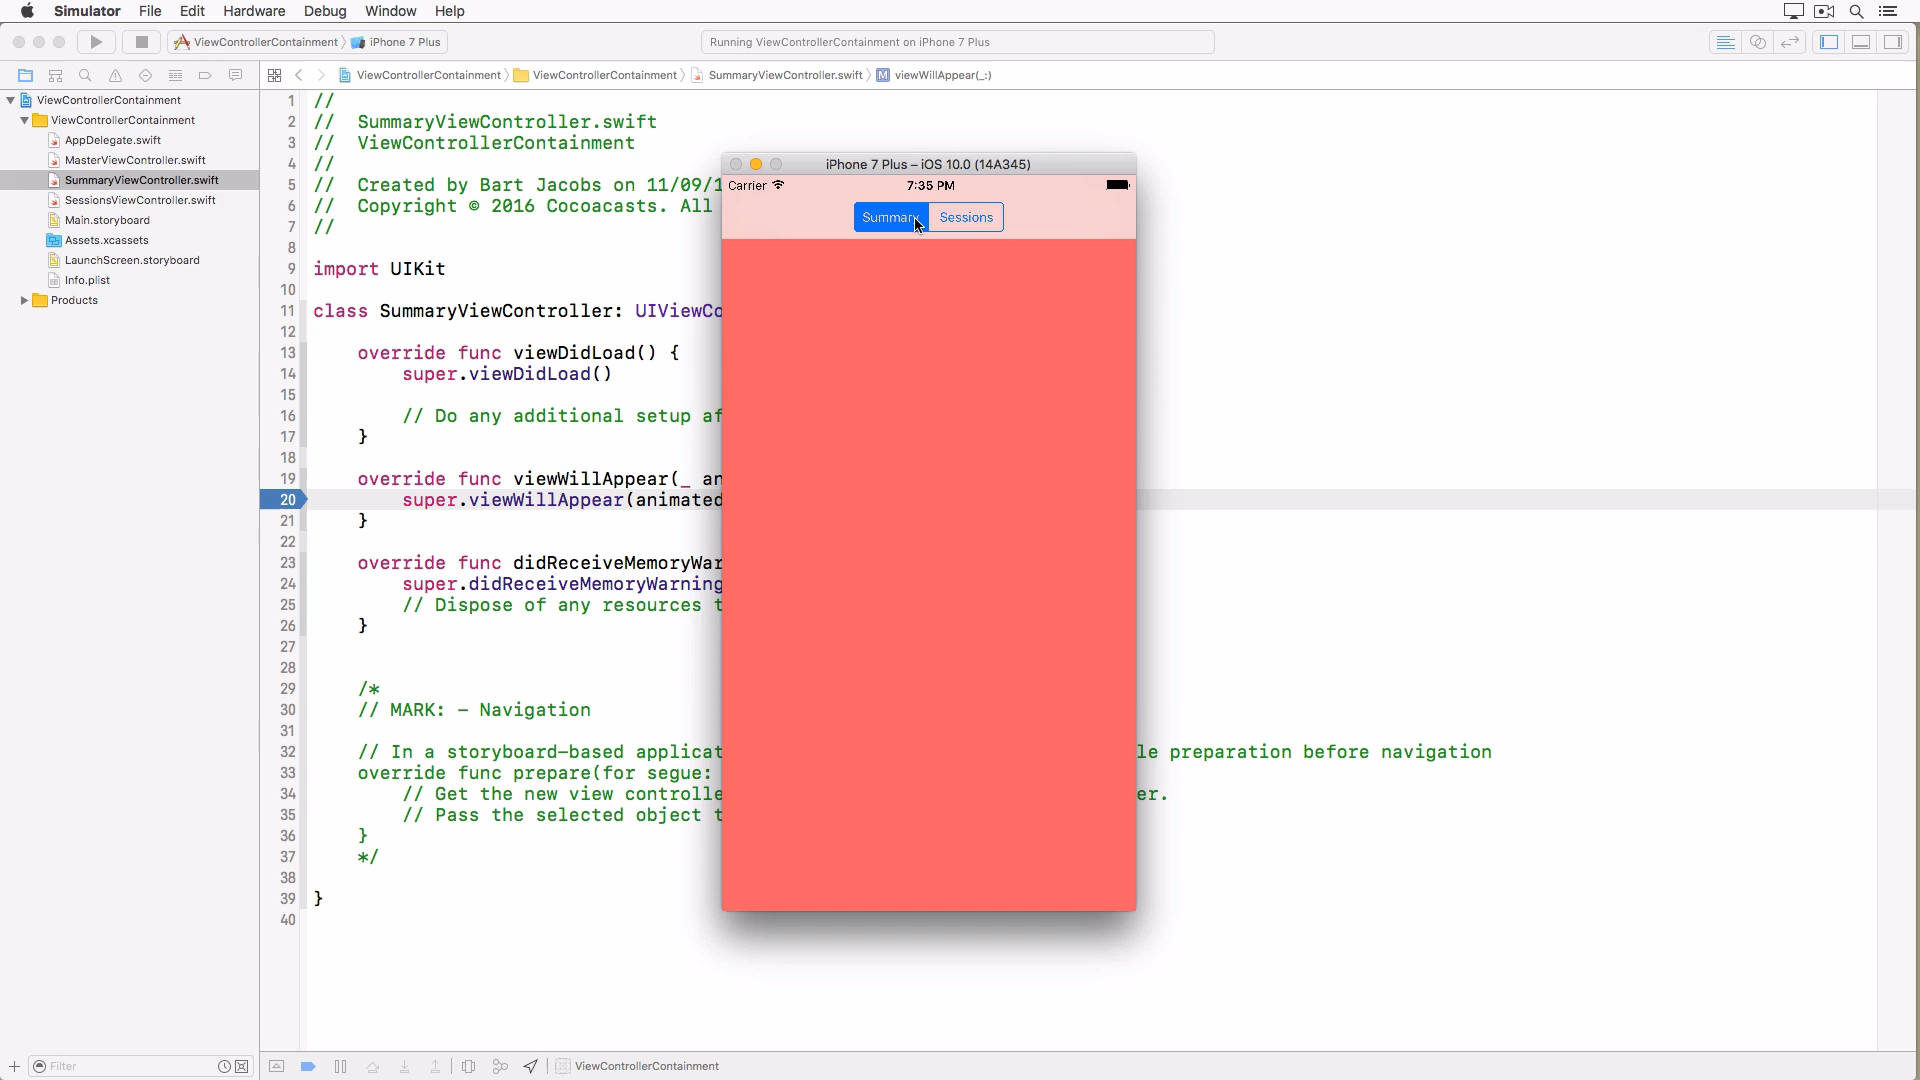 Simulator File Edit Hardware Debug Window Help
ViewControllerContainment iPhone 7 Plus
Running ViewControllerContainment on iPhone 7 Plus
ViewControllerContainment ViewControllerContainment SummaryViewController.swift M viewWillAppear(_:)
ViewControllerContainment
ViewControllerContainment
AppDelegate.swift
MasterViewController.swift
SummaryViewController.swift
SessionsViewController.swift
Main.storyboard
Assets.xcassets
LaunchScreen.storyboard
Info.plist
Products
1 //
2 // SummaryViewController.swift
3 // ViewControllerContainment
4 //
5 // Created by Bart Jacobs on 11/09/1
6 // Copyright © 2016 Cocoacasts. All
7 //
8
9 import UIKit
10
11 class SummaryViewController: UIViewCo
12
13 override func viewDidLoad() {
14 super.viewDidLoad()
15
16 // Do any additional setup af
17 }
18
19 override func viewWillAppear(_ an
20 super.viewWillAppear(animated
21 }
22
23 override func didReceiveMemoryWar
24 super.didReceiveMemoryWarning
25 // Dispose of any resources t
26 }
27
28
29 /*
30 // MARK: - Navigation
31
32 // In a storyboard-based applicat le preparation before navigation
33 override func prepare(for segue:
34 // Get the new view controlle er.
35 // Pass the selected object t
36 }
37 */
38
39 }
40
iPhone 7 Plus – iOS 10.0 (14A345)
Carrier 7:35 PM
Summary Sessions
Filter
ViewControllerContainment